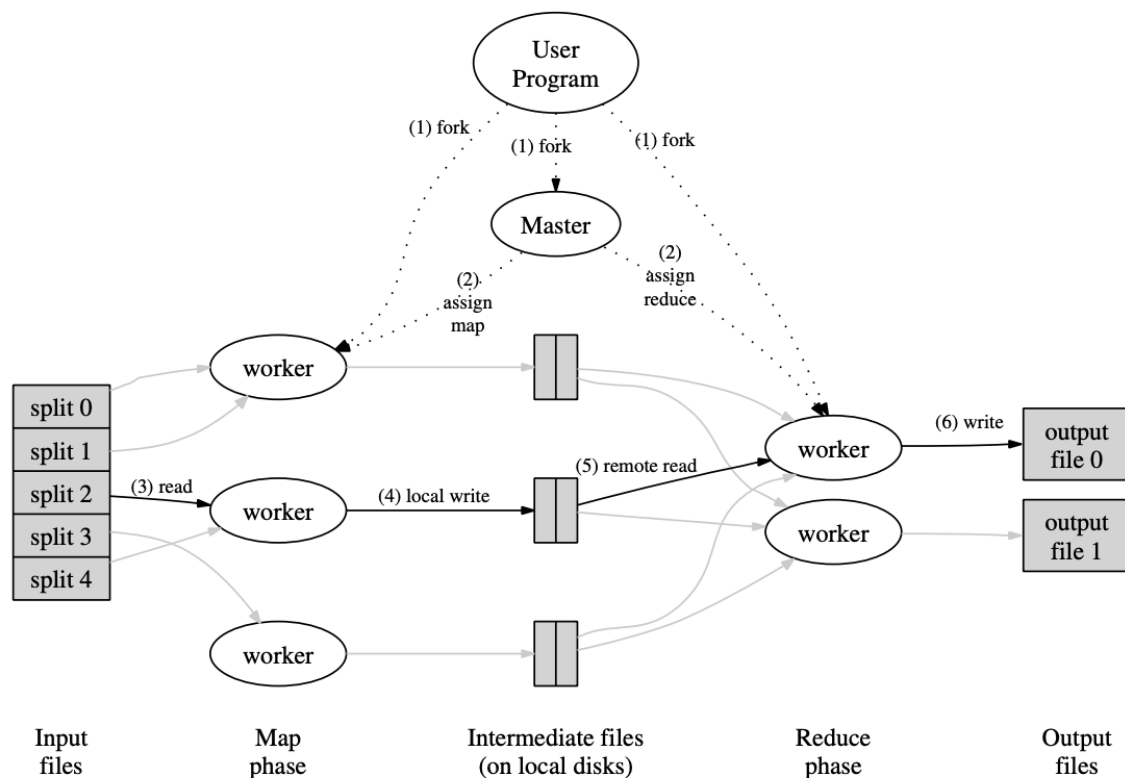 User
Program
(1) fork
(1) fork
(1) fork
Master
(2)
assign
map
(2)
assign
reduce
worker
split 0
split 1
split 2
split 3
split 4
(3) read
worker
(4) local write
(5) remote read
worker
(6) write
output
file 0
worker
output
file 1
worker
Input
files
Map
phase
Intermediate files
(on local disks)
Reduce
phase
Output
files